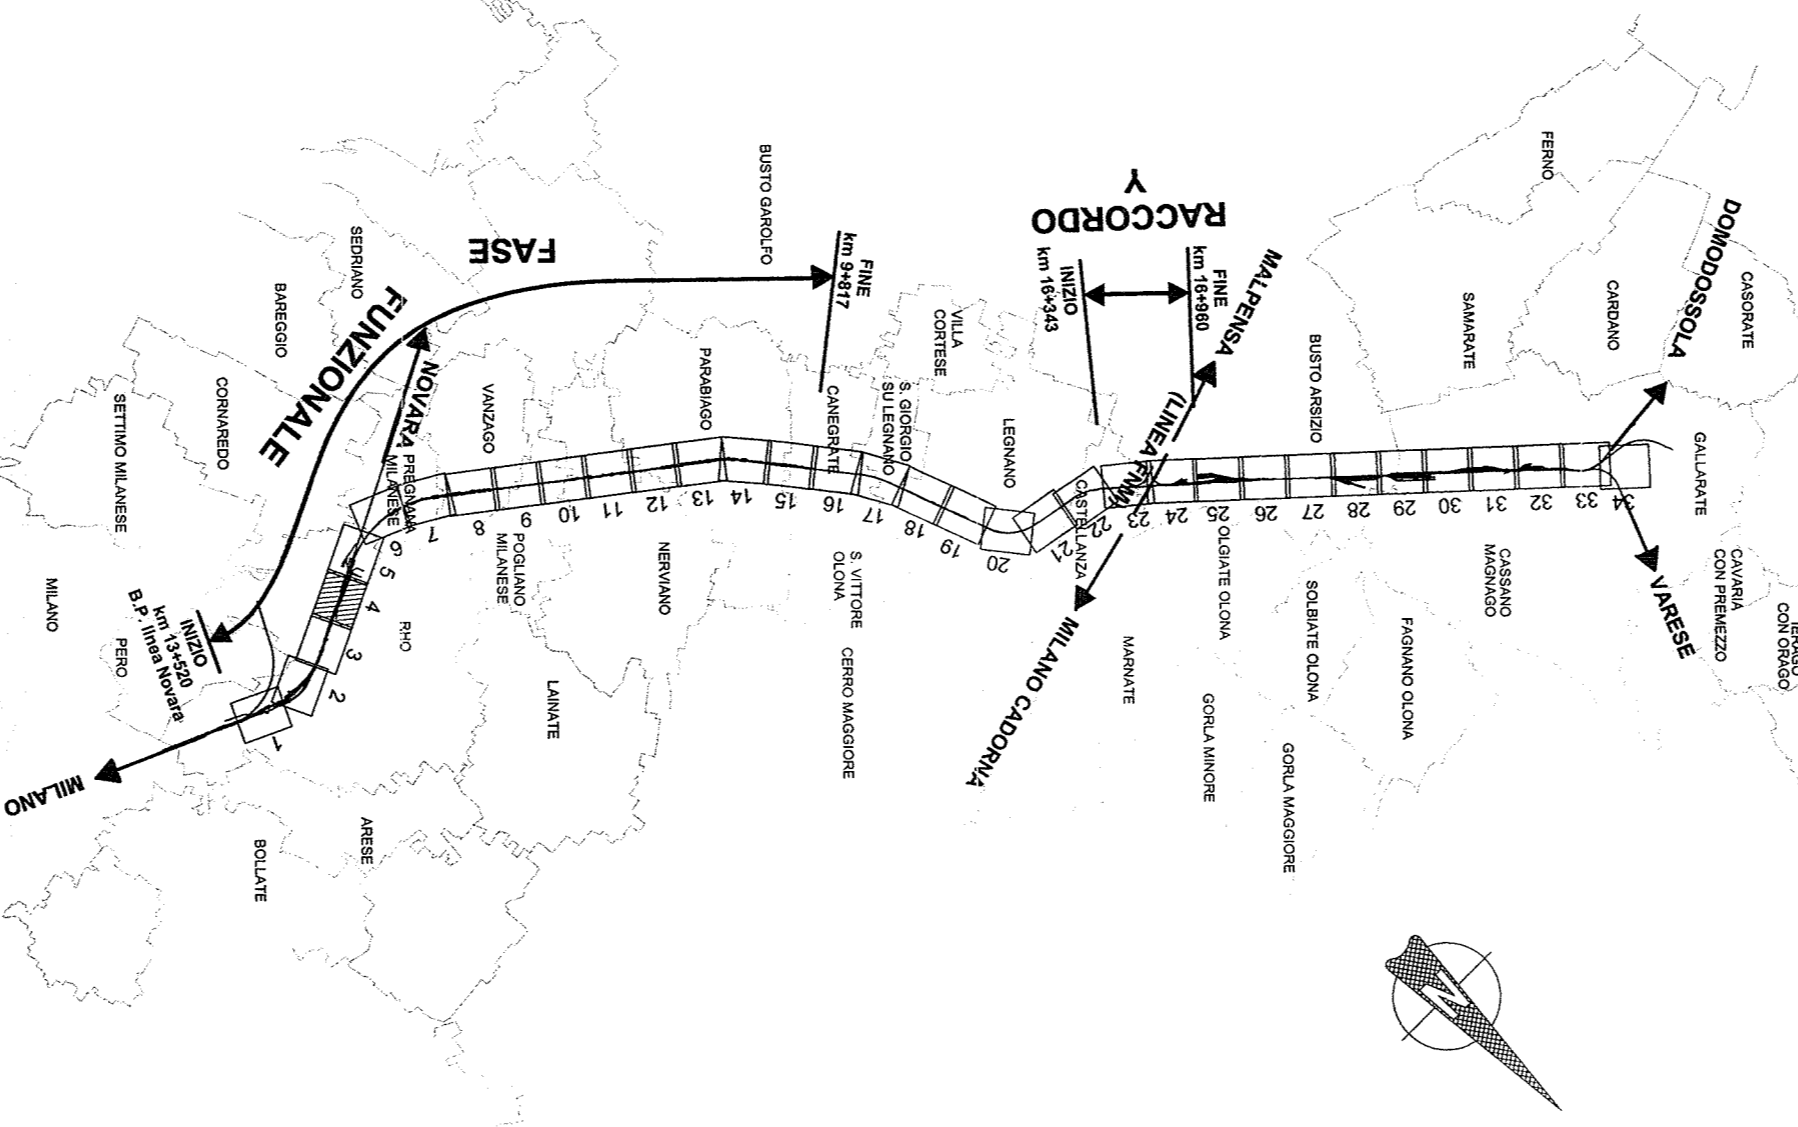 FERNO
DOMODOSSOLA
CASORATE
CARDANO
SAMARATE
GALLARATE
BUSTO GAROLFO
SEDRIANO
BAREGGIO
CORNAREDO
SETTIMO MILANESE
MILANO
PERO
FASE
FUNZIONALE
FINE
km 9+817
RACCORDO
Y
INIZIO
km 16+343
FINE
km 16+960
MALPENSA
(LINEA FNM)
MILANO CADORNA
NOVARA
PREGNANA
MILANESE
VANZAGO
PARABIAGO
CANEGRATE
S. GIORGIO
SU LEGNANO
VILLA
CORTESE
LEGNANO
CASTELLANZA
BUSTO ARSIZIO
1
2
3
4
5
6
7
8
9
10
11
12
13
14
15
16
17
18
19
20
21
22
23
24
25
26
27
28
29
30
31
32
33
34
INIZIO
km 13+520
B.P. linea Novara
MILANO
RHO
POGLIANO
MILANESE
NERVIANO
LAINATE
ARESE
BOLLATE
S. VITTORE
OLONA
CERRO MAGGIORE
MARNATE
OLGIATE OLONA
GORLA MINORE
SOLBIATE OLONA
GORLA MAGGIORE
FAGNANO OLONA
CASSANO
MAGNAGO
VARESE
CAVARIA
CON PREMEZZO
CON ORAGO
N